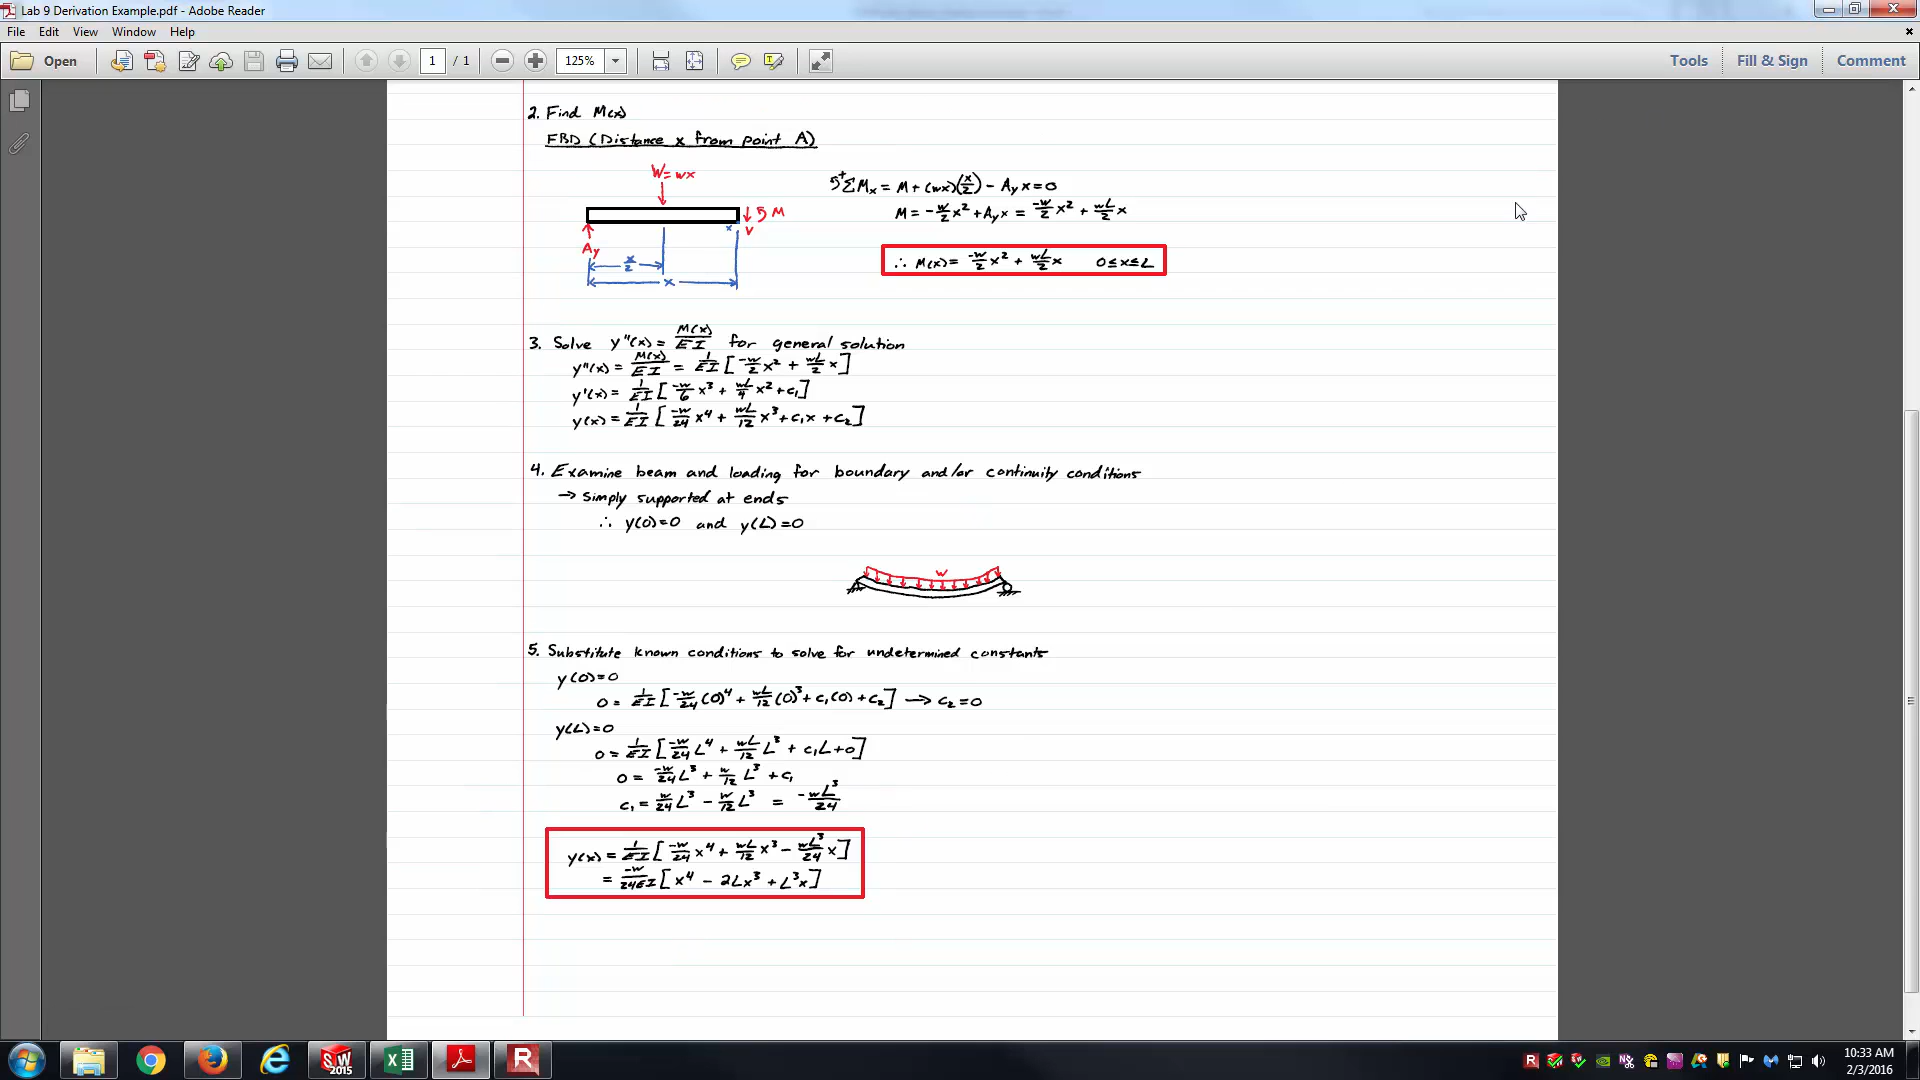 Lab 9 Derivation Example.pdf - Adobe Reader
File Edit View Window Help
Open 1 / 1 125% Tools Fill & Sign Comment
2. Find M(x)
FBD (Distance x from point A)
W=wx
M
V
x
Ay
x/2
x
↺+ ΣMx = M + (wx)(x/2) - Ay x = 0
M = -w/2 x² + Ay x = -w/2 x² + wL/2 x
∴ M(x) = -w/2 x² + wL/2 x 0≤x≤L
3. Solve y"(x) = M(x)/EI for general solution
y"(x) = M(x)/EI = 1/EI [-w/2 x² + wL/2 x]
y'(x) = 1/EI [-w/6 x³ + wL/4 x² + c₁]
y(x) = 1/EI [-w/24 x⁴ + wL/12 x³ + c₁x + c₂]
4. Examine beam and loading for boundary and/or continuity conditions
→ Simply supported at ends
∴ y(0)=0 and y(L)=0
w
5. Substitute known conditions to solve for undetermined constants
y(0)=0
0 = 1/EI [-w/24 (0)⁴ + wL/12 (0)³ + c₁(0) + c₂] → c₂=0
y(L)=0
0 = 1/EI [-w/24 L⁴ + wL/12 L³ + c₁L + 0]
0 = -w/24 L³ + w/12 L³ + c₁
c₁ = w/24 L³ - w/12 L³ = -wL³/24
y(x) = 1/EI [-w/24 x⁴ + wL/12 x³ - wL³/24 x]
= -w/24EI [x⁴ - 2Lx³ + L³x]
SW
2015
R
10:33 AM
2/3/2016